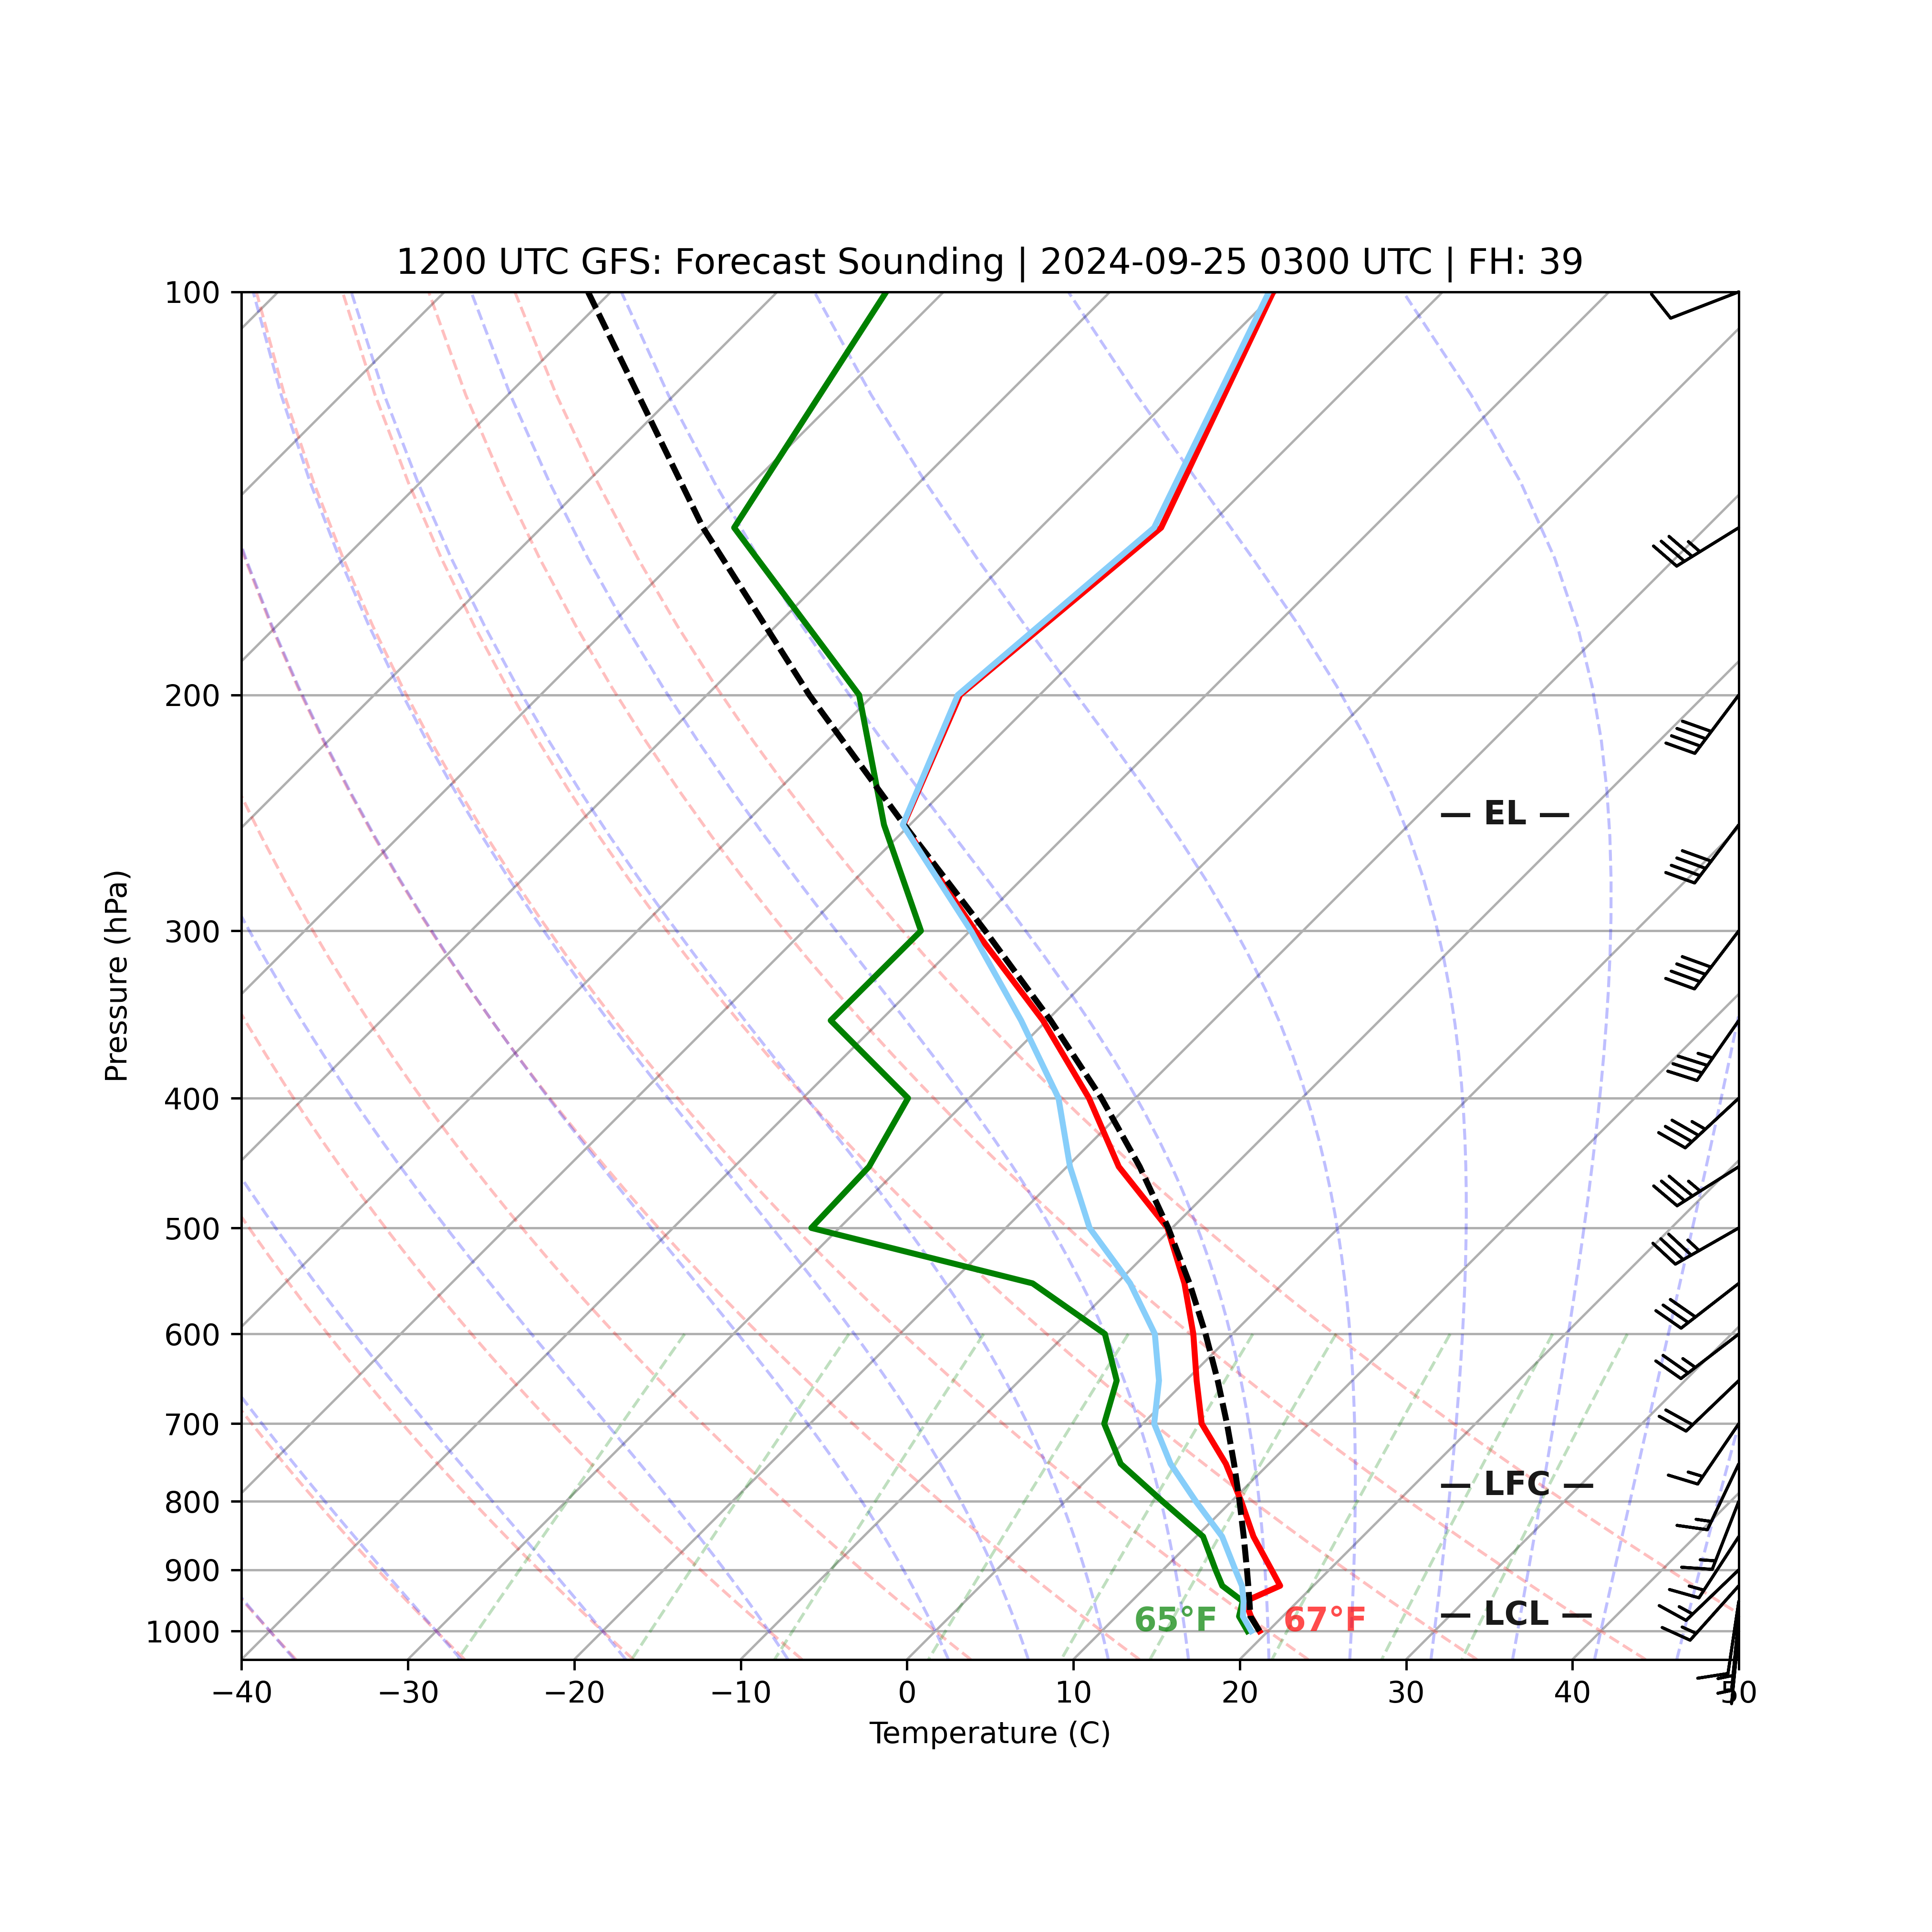 1200 UTC GFS: Forecast Sounding | 2024-09-25 0300 UTC | FH: 39
100
200
— EL —
300
Pressure (hPa)
400
500
600
700
— LFC —
800
900
65°F 67°F — LCL —
1000
−40 −30 −20 −10 0 10 20 30 40 50
Temperature (C)